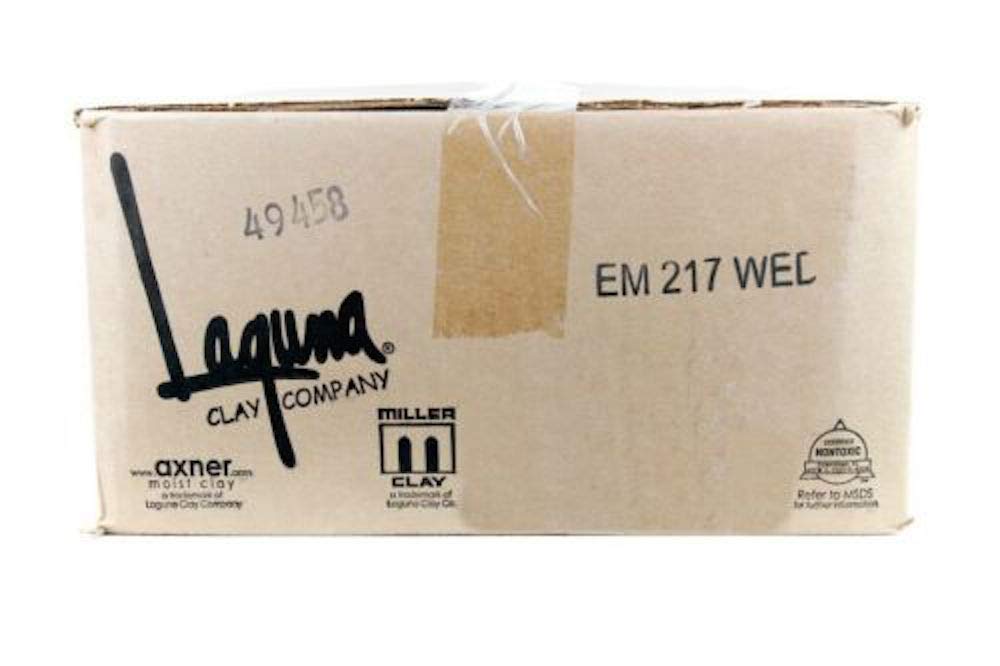 49458
EM 217 WED
Laguna®
CLAY COMPANY
MILLER
CLAY
a trademark of
Laguna Clay Co.
www.axner.com
moist clay
a trademark of
Laguna Clay Company
NONTOXIC
Refer to MSDS
for further information